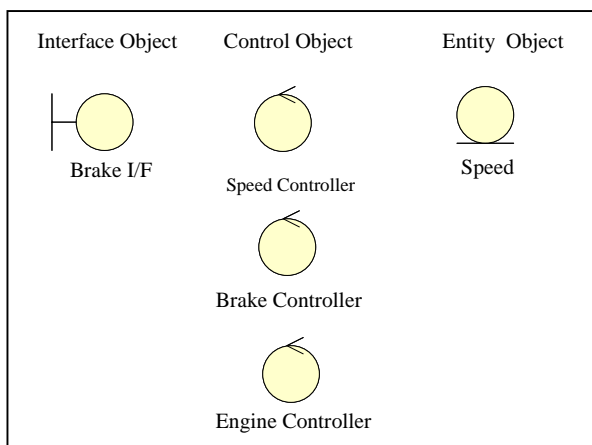 Interface Object Control Object Entity Object
Brake I/F
Speed Controller
Speed
Brake Controller
Engine Controller